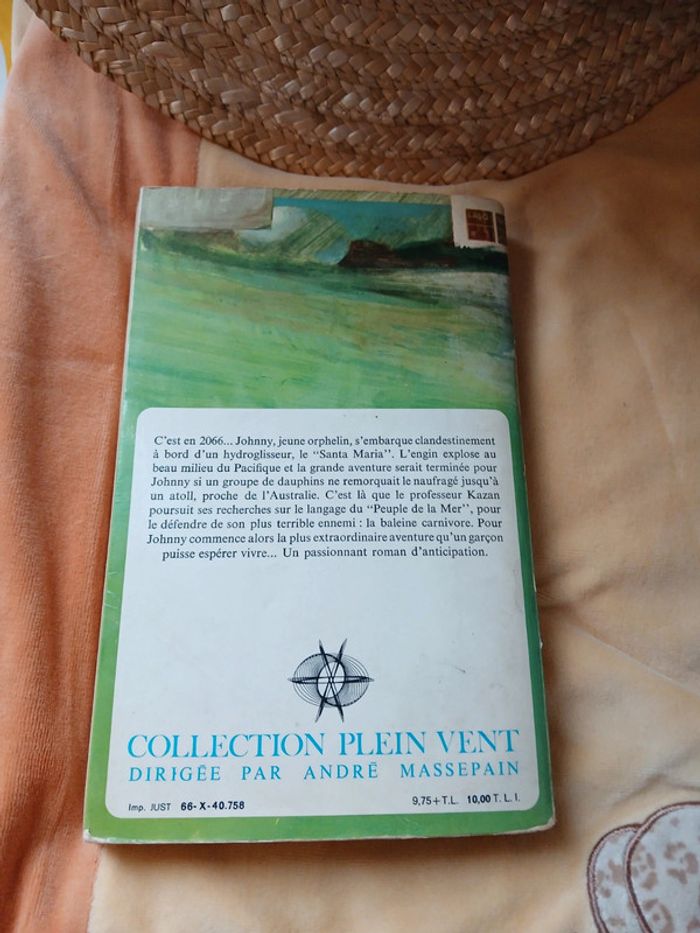 C'est en 2066... Johnny, jeune orphelin, s'embarque clandestinement
à bord d'un hydroglisseur, le "Santa Maria". L'engin explose au
beau milieu du Pacifique et la grande aventure serait terminée pour
Johnny si un groupe de dauphins ne remorquait le naufragé jusqu'à
un atoll, proche de l'Australie. C'est là que le professeur Kazan
poursuit ses recherches sur le langage du "Peuple de la Mer", pour
le défendre de son plus terrible ennemi : la baleine carnivore. Pour
Johnny commence alors la plus extraordinaire aventure qu'un garçon
puisse espérer vivre... Un passionnant roman d'anticipation.
COLLECTION PLEIN VENT
DIRIGÉE PAR ANDRÉ MASSEPAIN
Imp. JUST 66-X-40.758 9,75+T.L. 10,00 T. L. I.